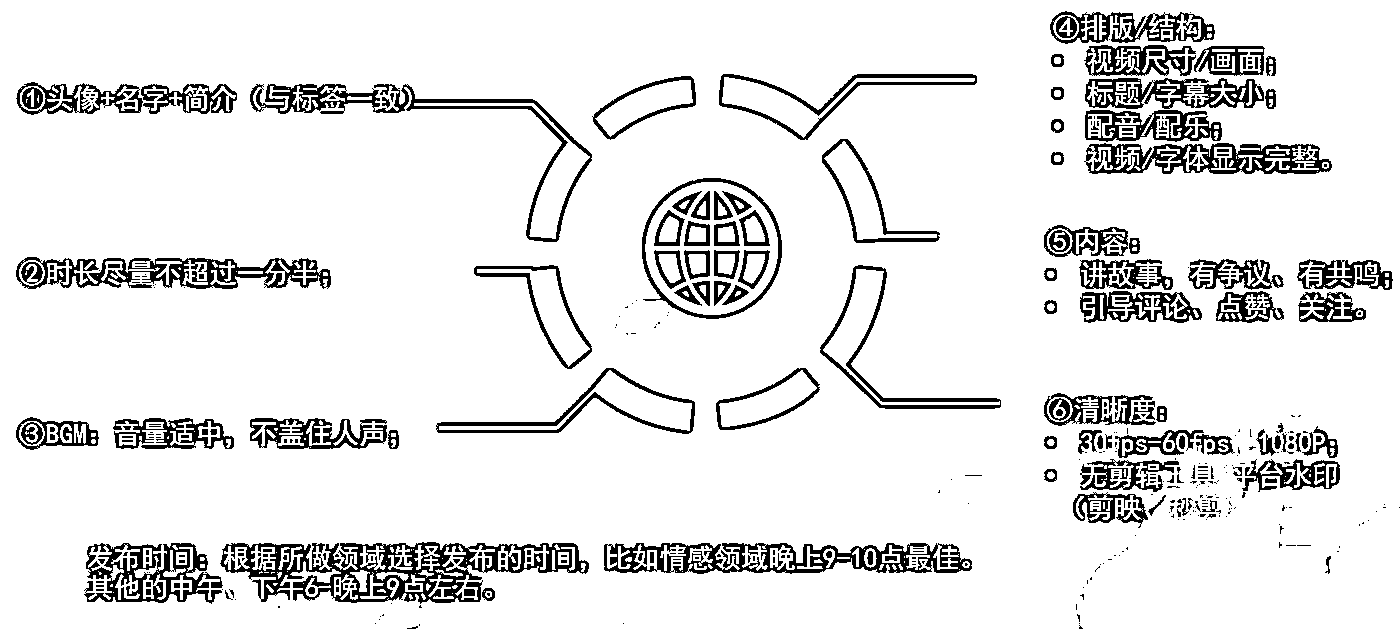 ①头像+名字+简介（与标签一致）
②时长尽量不超过一分半；
③BGM：音量适中，不盖住人声；
④排版/结构：
○ 视频尺寸/画面；
○ 标题/字幕大小；
○ 配音/配乐；
○ 视频/字体显示完整。
⑤内容：
○ 讲故事，有争议、有共鸣；
○ 引导评论、点赞、关注。
⑥清晰度：
○ 30fps-60fps 1080P；
○ 无剪辑工具/平台水印
（剪映/秒剪）
发布时间：根据所做领域选择发布的时间，比如情感领域晚上9-10点最佳。
其他的中午、下午6-晚上9点左右。